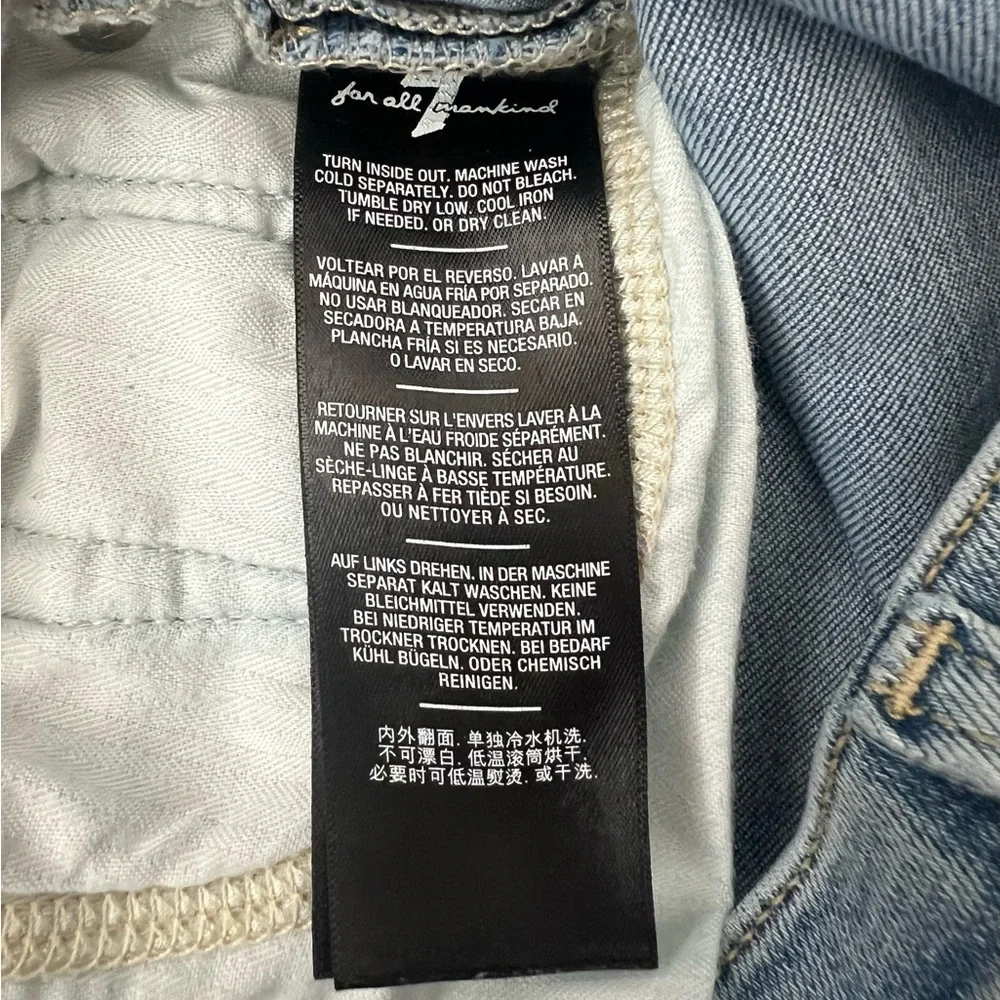 7
for all mankind
TURN INSIDE OUT. MACHINE WASH
COLD SEPARATELY. DO NOT BLEACH.
TUMBLE DRY LOW. COOL IRON
IF NEEDED. OR DRY CLEAN.
VOLTEAR POR EL REVERSO. LAVAR A
MÁQUINA EN AGUA FRÍA POR SEPARADO.
NO USAR BLANQUEADOR. SECAR EN
SECADORA A TEMPERATURA BAJA.
PLANCHA FRÍA SI ES NECESARIO.
O LAVAR EN SECO.
RETOURNER SUR L'ENVERS LAVER À LA
MACHINE À L'EAU FROIDE SÉPARÉMENT.
NE PAS BLANCHIR. SÉCHER AU
SÈCHE-LINGE À BASSE TEMPÉRATURE.
REPASSER À FER TIÈDE SI BESOIN.
OU NETTOYER À SEC.
AUF LINKS DREHEN. IN DER MASCHINE
SEPARAT KALT WASCHEN. KEINE
BLEICHMITTEL VERWENDEN.
BEI NIEDRIGER TEMPERATUR IM
TROCKNER TROCKNEN. BEI BEDARF
KÜHL BÜGELN. ODER CHEMISCH
REINIGEN.
内外翻面. 单独冷水机洗.
不可漂白. 低温滚筒烘干.
必要时可低温熨烫. 或干洗.